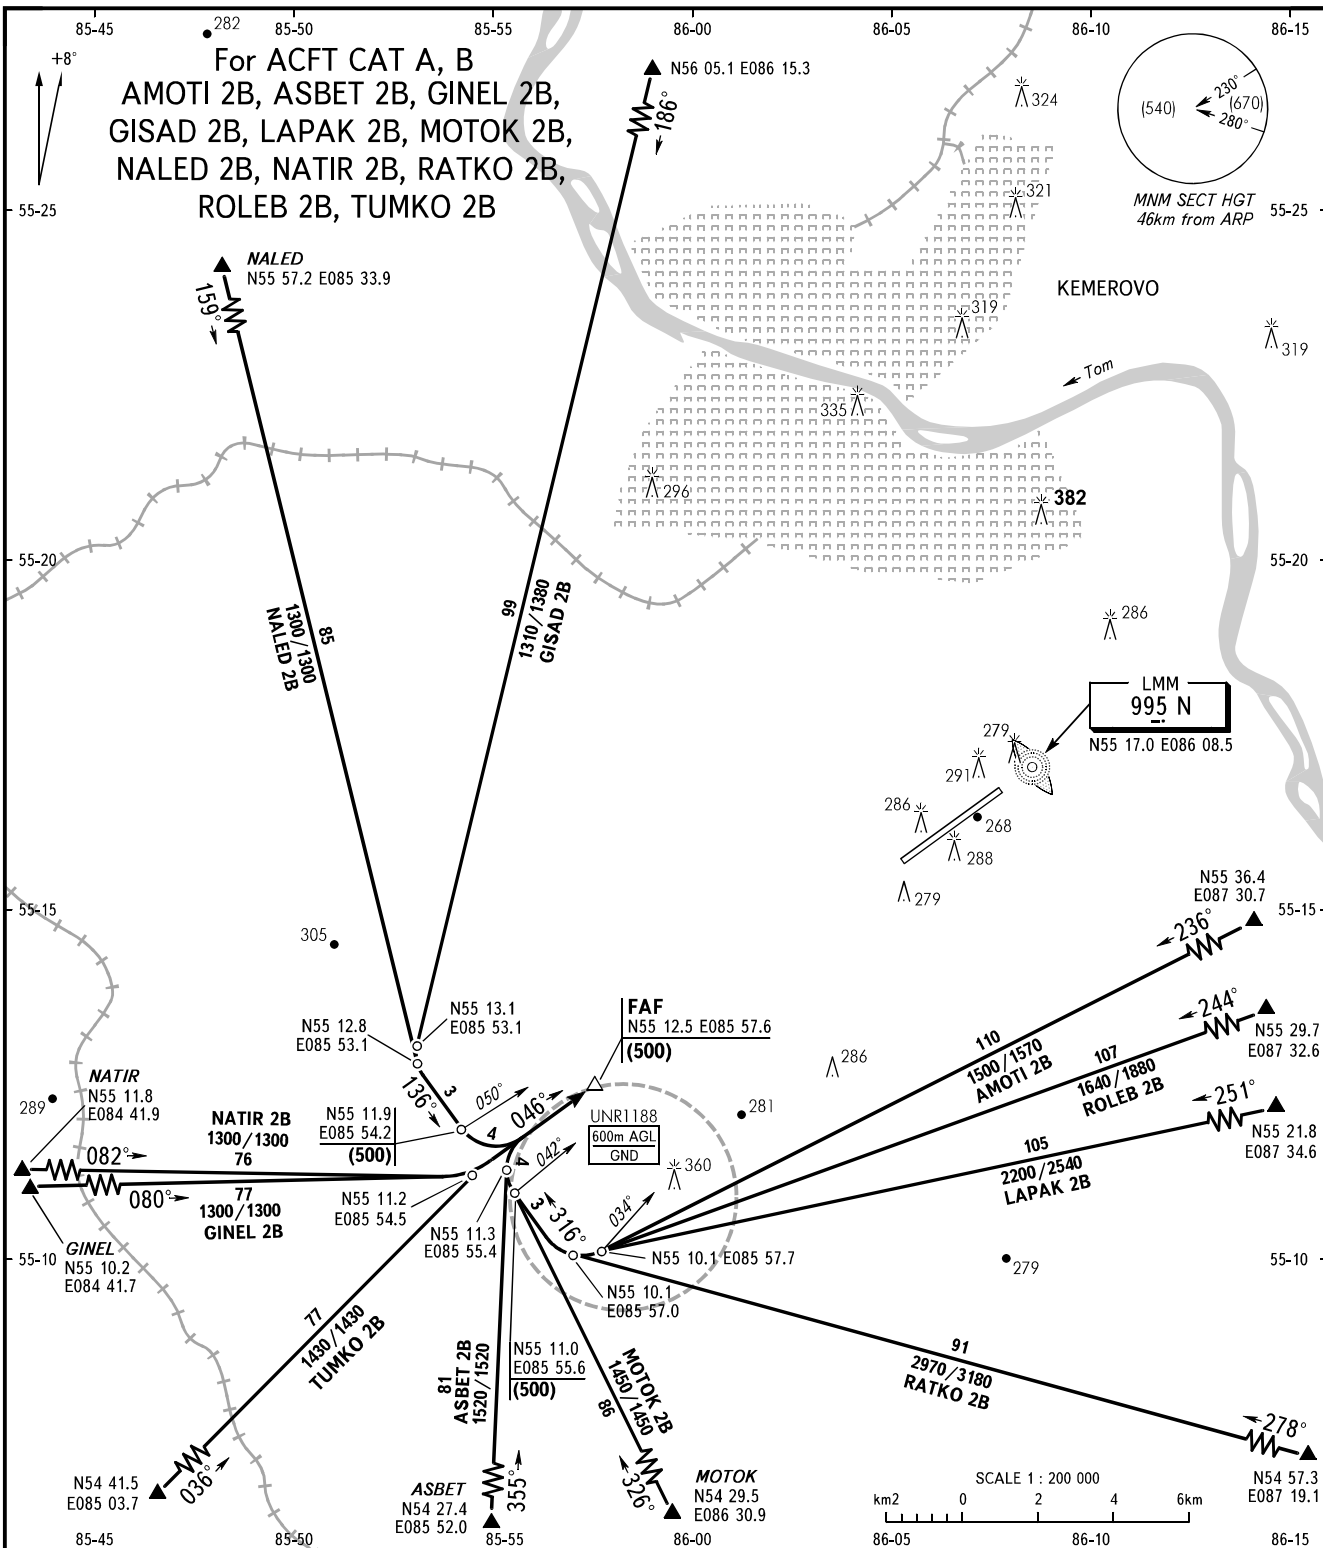 85-45
85-50
85-55
86-00
86-05
86-10
86-15
282
+8°
For ACFT CAT A, B
AMOTI 2B, ASBET 2B, GINEL 2B,
GISAD 2B, LAPAK 2B, MOTOK 2B,
NALED 2B, NATIR 2B, RATKO 2B,
ROLEB 2B, TUMKO 2B
N56 05.1 E086 15.3
186°
324
(540)
230°
(670)
280°
MNM SECT HGT
46km from ARP
321
55-25
55-25
NALED
N55 57.2 E085 33.9
159°
KEMEROVO
319
319
Tom
335
296
382
55-20
55-20
85
1300/1300
NALED 2B
99
1310/1380
GISAD 2B
286
LMM
995 N
N55 17.0 E086 08.5
279
291
286
268
288
279
55-15
55-15
N55 36.4
E087 30.7
236°
305
N55 13.1
E085 53.1
N55 12.8
E085 53.1
FAF
N55 12.5 E085 57.6
(500)
244°
N55 29.7
E087 32.6
110
1500/1570
AMOTI 2B
107
1640/1880
ROLEB 2B
286
289
NATIR
N55 11.8
E084 41.9
136°
3
050°
046°
4
N55 11.9
E085 54.2
(500)
UNR1188
600m AGL
GND
281
251°
N55 21.8
E087 34.6
NATIR 2B
1300/1300
76
082°
042°
4
360
105
2200/2540
LAPAK 2B
080°
77
1300/1300
GINEL 2B
N55 11.2
E085 54.5
N55 11.3
E085 55.4
3
316°
034°
GINEL
N55 10.2
E084 41.7
55-10
55-10
N55 10.1 E085 57.7
279
N55 10.1
E085 57.0
77
1430/1430
TUMKO 2B
81
ASBET 2B
1520/1520
N55 11.0
E085 55.6
(500)
MOTOK 2B
1450/1450
86
91
2970/3180
RATKO 2B
278°
N54 57.3
E087 19.1
N54 41.5
E085 03.7
036°
ASBET
N54 27.4
E085 52.0
355°
326°
MOTOK
N54 29.5
E086 30.9
SCALE 1 : 200 000
km2
0
2
4
6km
85-45
85-50
85-55
86-00
86-05
86-10
86-15